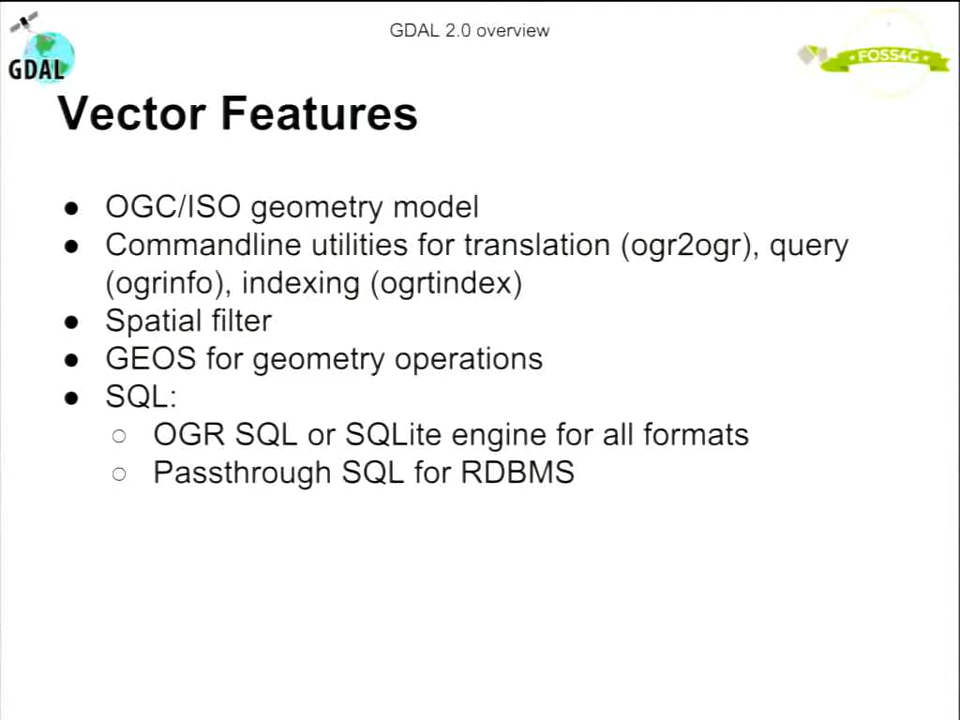 GDAL 2.0 overview
GDAL
FOSS4G
Vector Features
● OGC/ISO geometry model
● Commandline utilities for translation (ogr2ogr), query
(ogrinfo), indexing (ogrtindex)
● Spatial filter
● GEOS for geometry operations
● SQL:
○ OGR SQL or SQLite engine for all formats
○ Passthrough SQL for RDBMS